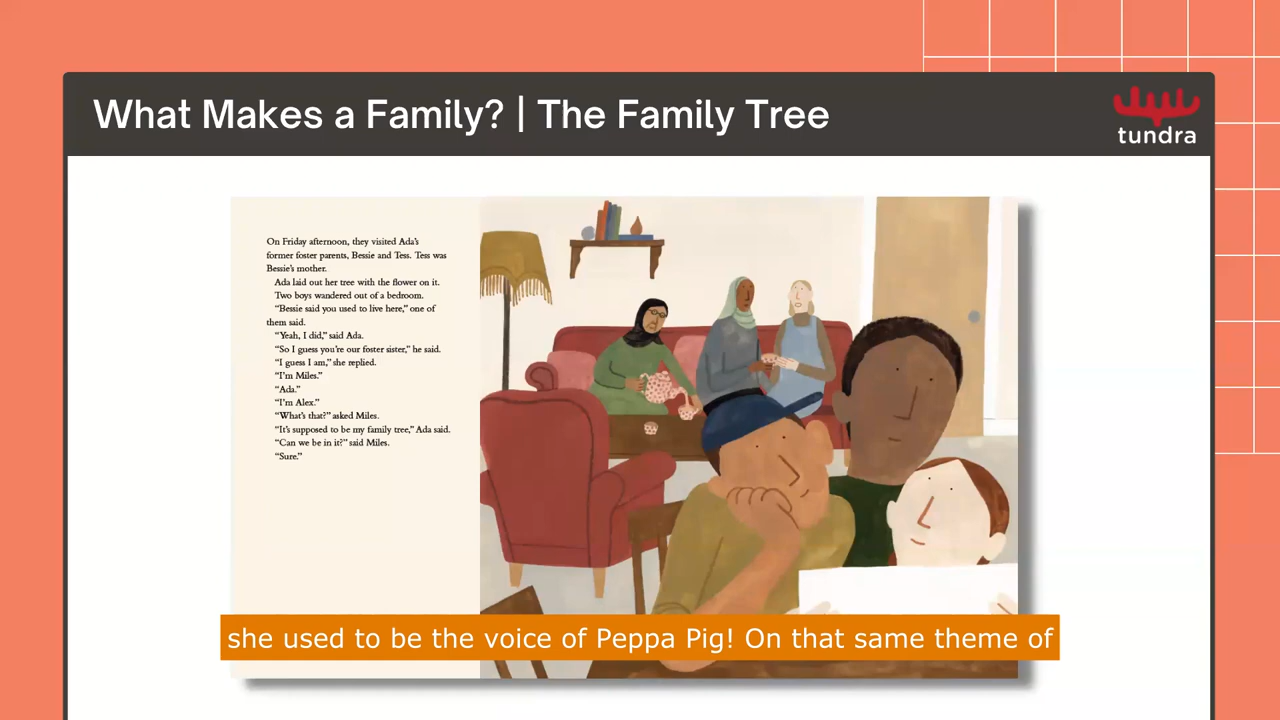 What Makes a Family? | The Family Tree
tundra
On Friday afternoon, they visited Ada's
former foster parents, Bessie and Tess. Tess was
Bessie's mother.
Ada laid out her tree with the flower on it.
Two boys wandered out of a bedroom.
“Bessie said you used to live here,” one of
them said.
“Yeah, I did,” said Ada.
“So I guess you're our foster sister,” he said.
“I guess I am,” she replied.
“I'm Miles.”
“Ada.”
“I'm Alex.”
“What's that?” asked Miles.
“It's supposed to be my family tree,” Ada said.
“Can we be in it?” said Miles.
“Sure.”
she used to be the voice of Peppa Pig! On that same theme of